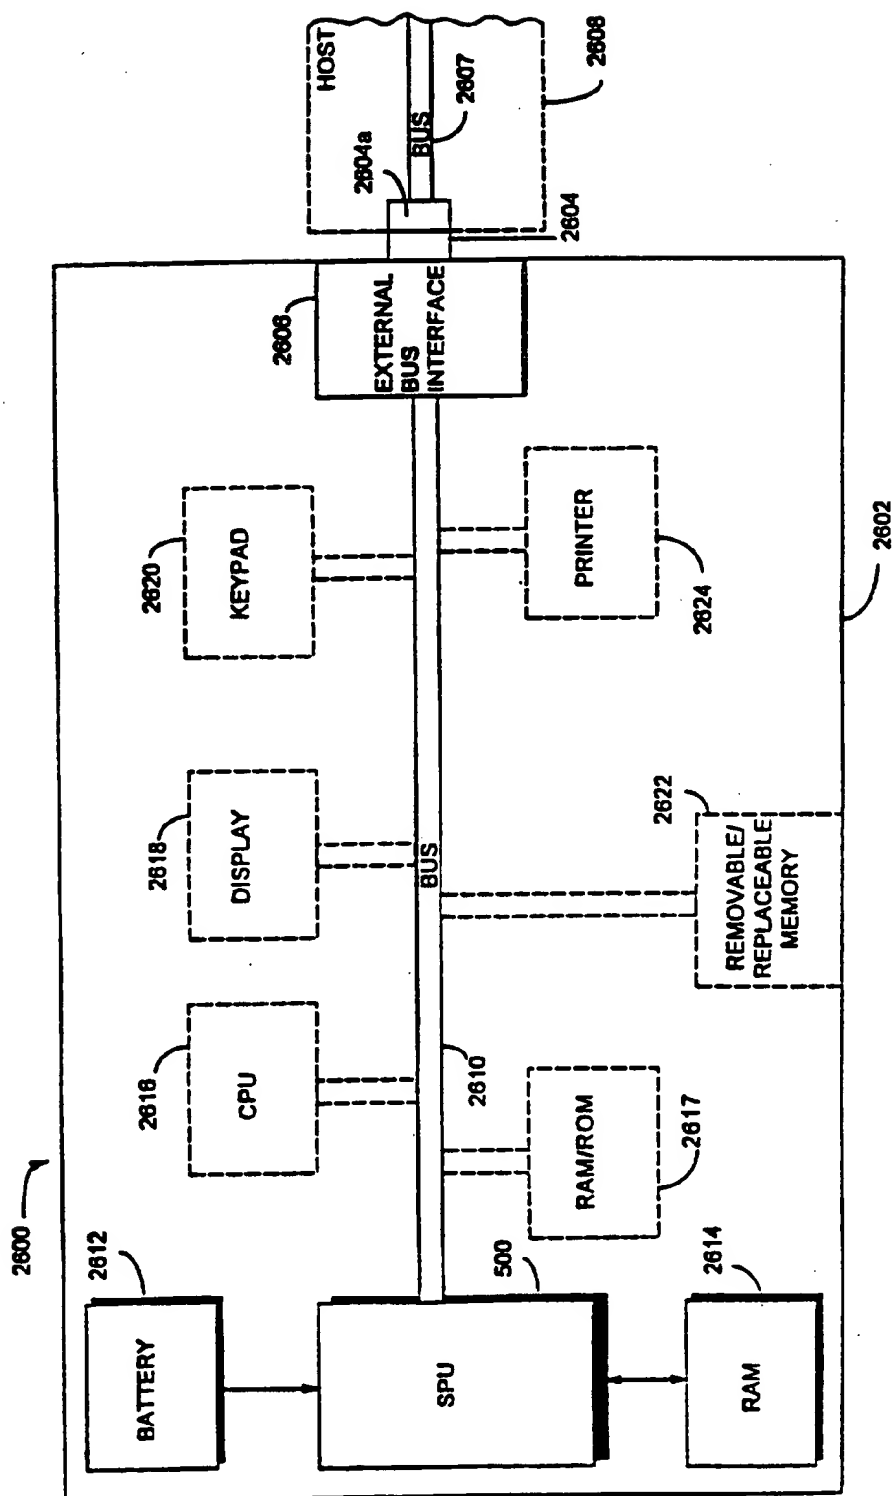 2600
2612
BATTERY
2616
CPU
2618
DISPLAY
2620
KEYPAD
2606
EXTERNAL
BUS
INTERFACE
HOST
2604a
BUS
2607
2604
2608
SPU
500
BUS
2610
RAM/ROM
2617
2622
REMOVABLE/
REPLACEABLE
MEMORY
PRINTER
2624
RAM
2614
2602